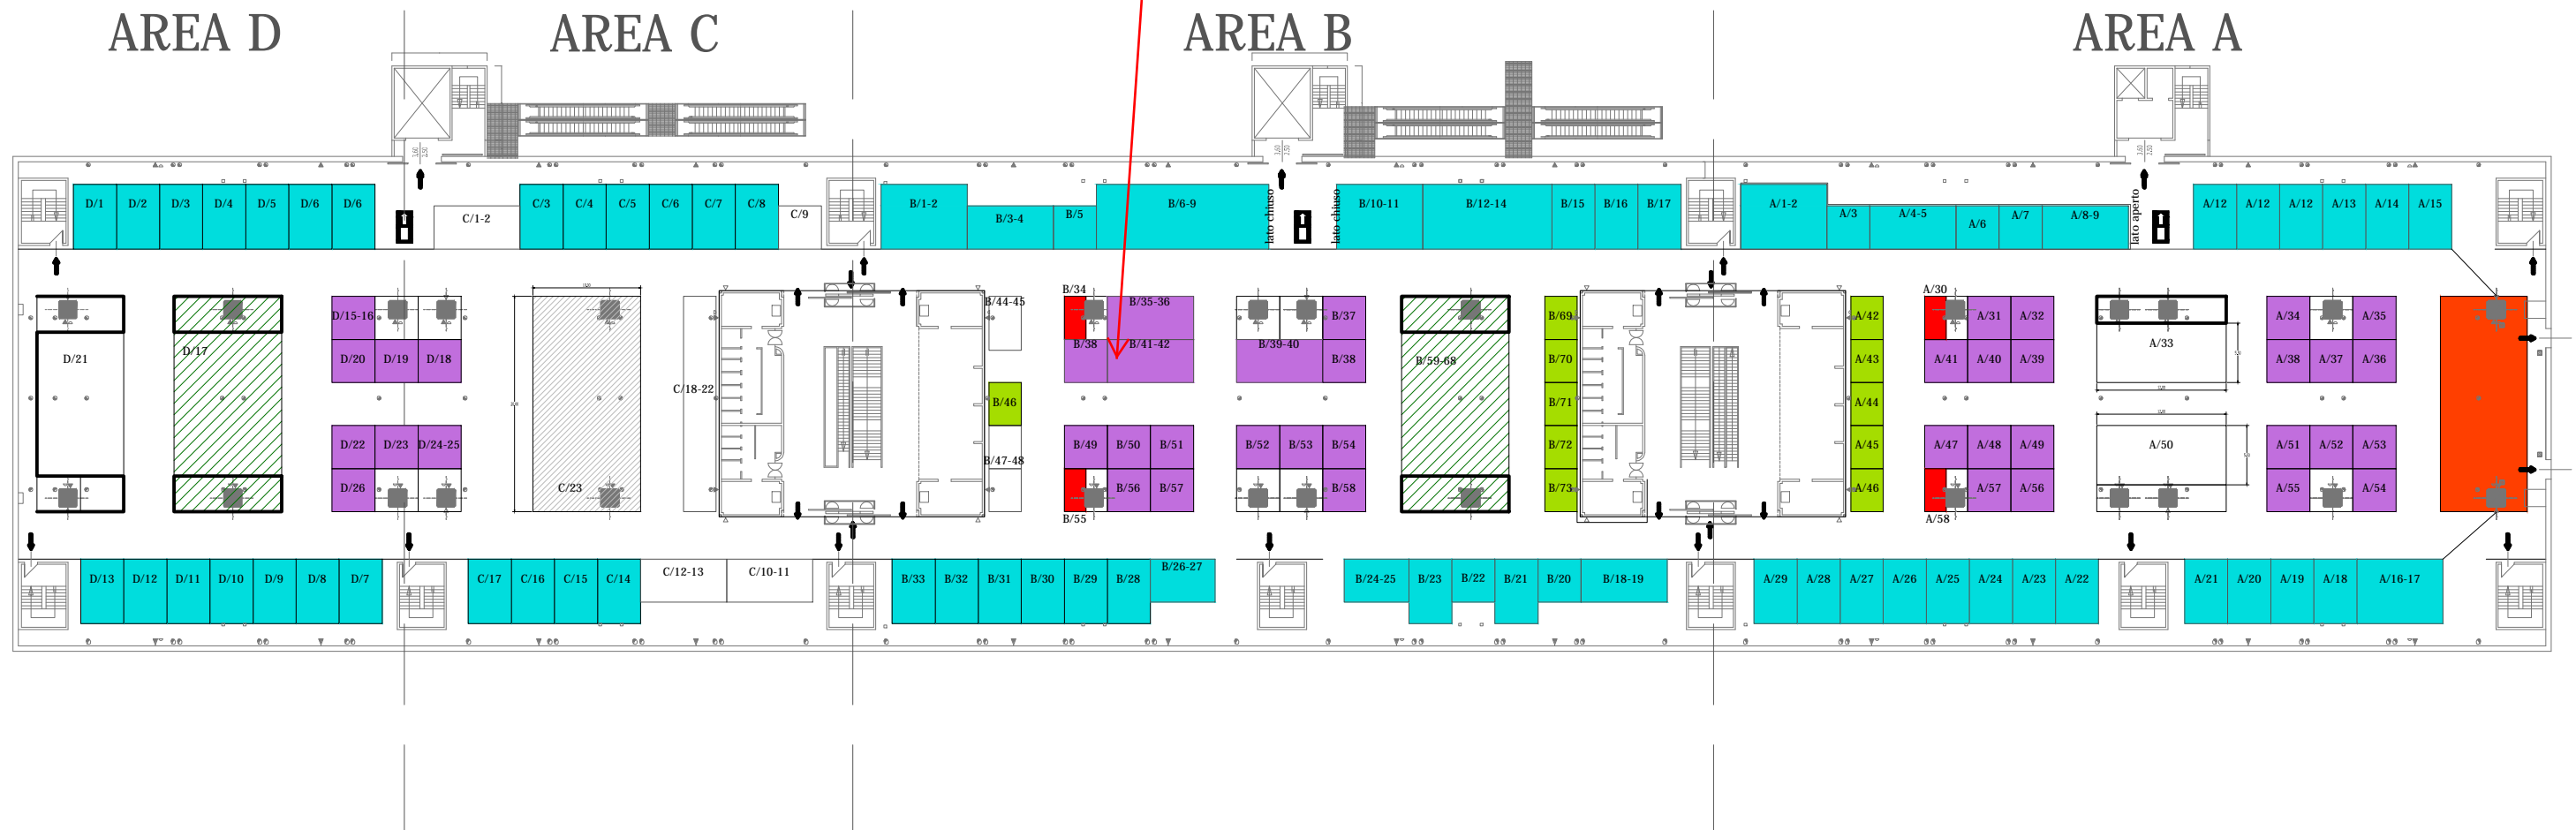 AREA D
AREA C
AREA B
AREA A
D/1
D/2
D/3
D/4
D/5
D/6
D/6
C/1-2
C/3
C/4
C/5
C/6
C/7
C/8
C/9
B/1-2
B/3-4
B/5
B/6-9
lato chiuso
lato chiuso
B/10-11
B/12-14
B/15
B/16
B/17
A/1-2
A/3
A/4-5
A/6
A/7
A/8-9
lato aperto
A/12
A/12
A/12
A/13
A/14
A/15
D/21
D/17
D/15-16
D/20
D/19
D/18
D/22
D/23
D/24-25
D/26
C/23
C/18-22
B/44-45
B/46
B/47-48
B/34
B/35-36
B/38
B/41-42
B/37
B/39-40
B/38
B/49
B/50
B/51
B/56
B/57
B/55
B/52
B/53
B/54
B/58
B/59-68
B/69
B/70
B/71
B/72
B/73
A/42
A/43
A/44
A/45
A/46
A/30
A/31
A/32
A/41
A/40
A/39
A/47
A/48
A/49
A/57
A/56
A/58
A/33
A/50
A/34
A/35
A/38
A/37
A/36
A/51
A/52
A/53
A/55
A/54
D/13
D/12
D/11
D/10
D/9
D/8
D/7
C/17
C/16
C/15
C/14
C/12-13
C/10-11
B/33
B/32
B/31
B/30
B/29
B/28
B/26-27
B/24-25
B/23
B/22
B/21
B/20
B/18-19
A/29
A/28
A/27
A/26
A/25
A/24
A/23
A/22
A/21
A/20
A/19
A/18
A/16-17